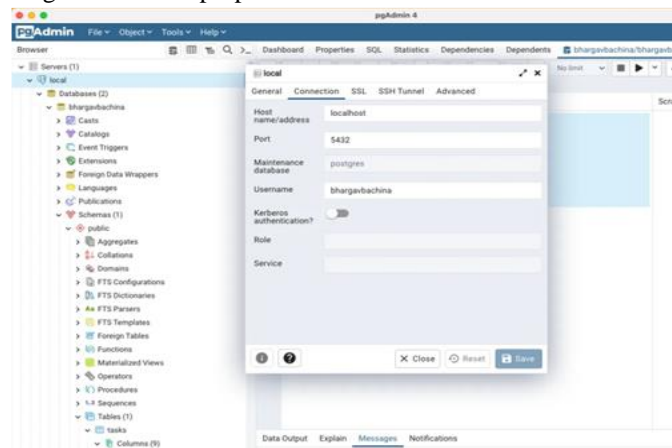 pgAdmin 4
PgAdmin File Object Tools Help
Browser
Dashboard Properties SQL Statistics Dependencies Dependents bhargavbachina/bhargavb
Servers (1)
local
Databases (2)
bhargavbachina
Casts
Catalogs
Event Triggers
Extensions
Foreign Data Wrappers
Languages
Publications
Schemas (1)
public
Aggregates
Collations
Domains
FTS Configurations
FTS Dictionaries
FTS Parsers
FTS Templates
Foreign Tables
Functions
Materialized Views
Operators
Procedures
1..3 Sequences
Tables (1)
tasks
Columns (9)
No limit
Scr
local
General Connection SSL SSH Tunnel Advanced
Host name/address
localhost
Port
5432
Maintenance database
postgres
Username
bhargavbachina
Kerberos authentication?
Role
Service
Close Reset Save
Data Output Explain Messages Notifications